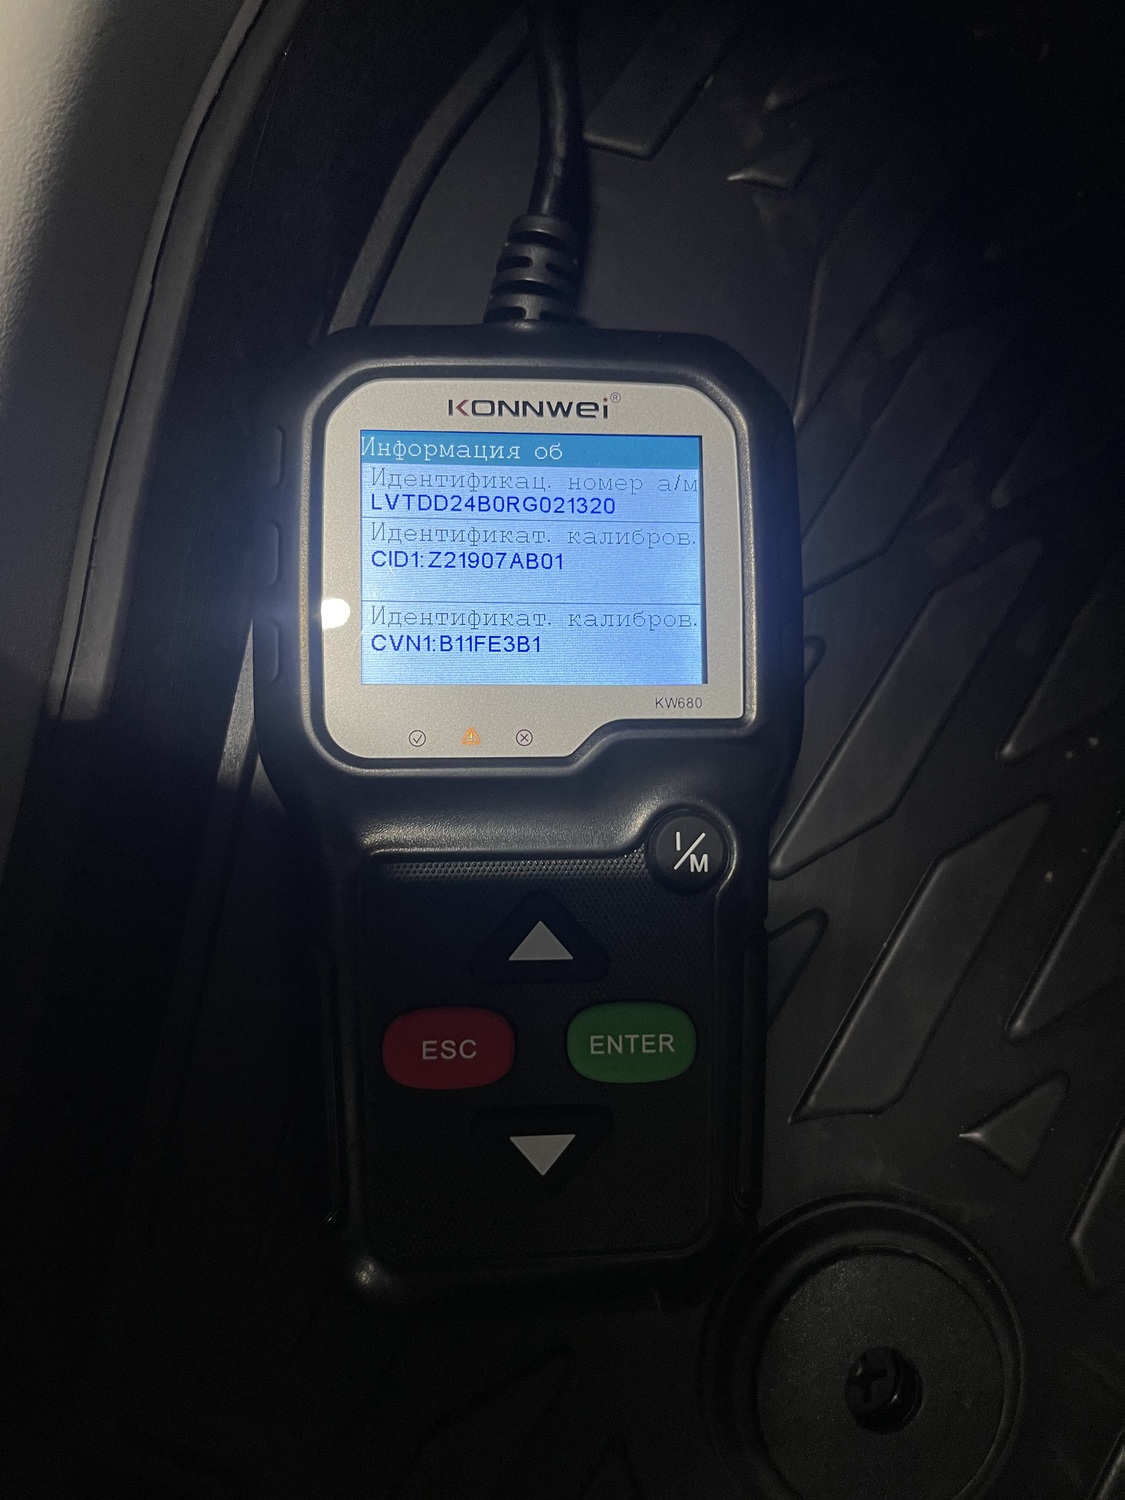 KONNWEI®
Информация об
Идентификац. номер а/м
LVTDD24B0RG021320
Идентификат. калибров.
CID1:Z21907AB01
Идентификат. калибров.
CVN1:B11FE3B1
KW680
I/M
ESC
ENTER